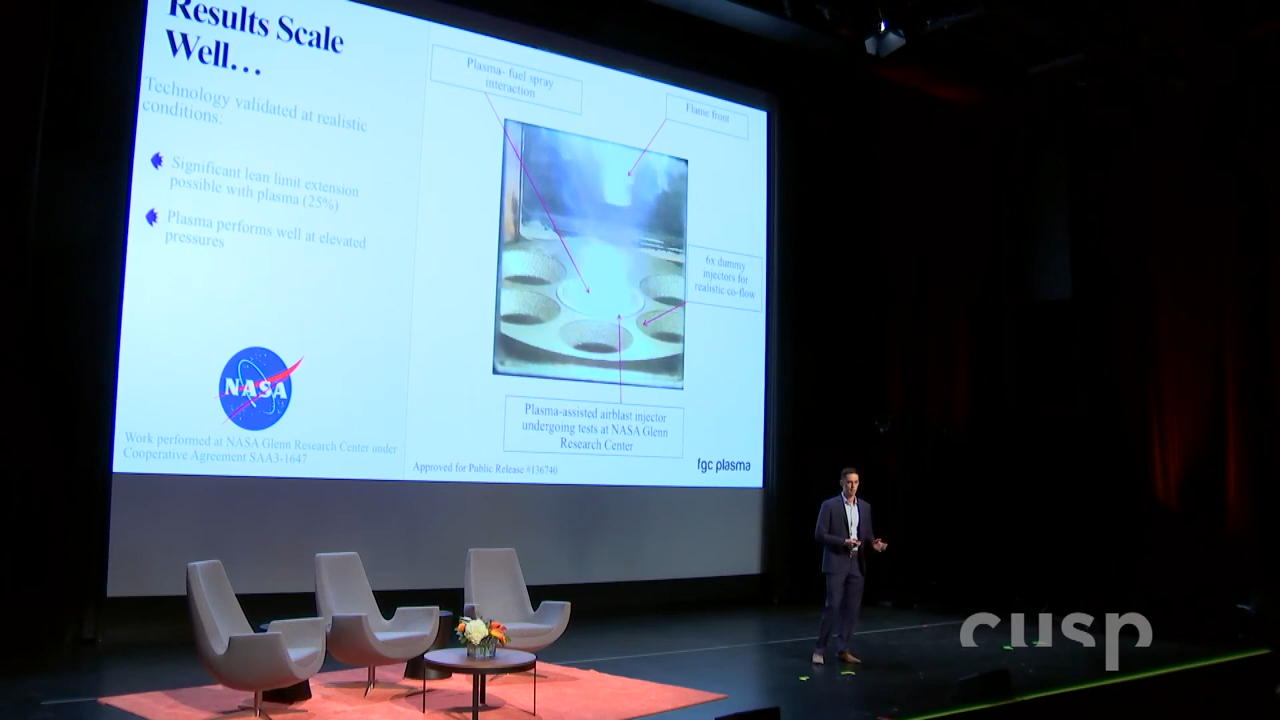 Results Scale
Well...
Technology validated at realistic
conditions:
Significant lean limit extension
possible with plasma (25%)
Plasma performs well at elevated
pressures
NASA
Work performed at NASA Glenn Research Center under
Cooperative Agreement SAA3-1647
Plasma- fuel spray
interaction
Flame front
6x dummy
injectors for
realistic co-flow
Plasma-assisted airblast injector
undergoing tests at NASA Glenn
Research Center
Approved for Public Release #136740
fgc plasma
cusp